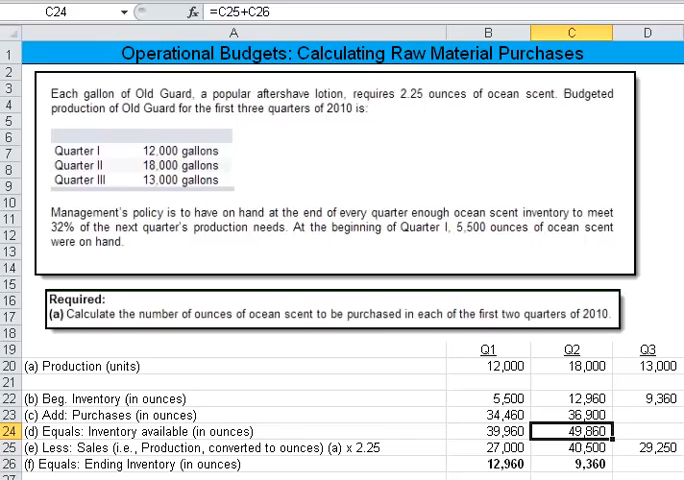 C24 fx =C25+C26
A B C D
1 Operational Budgets: Calculating Raw Material Purchases
2
3 Each gallon of Old Guard, a popular aftershave lotion, requires 2.25 ounces of ocean scent. Budgeted
4 production of Old Guard for the first three quarters of 2010 is:
5
6
7 Quarter I 12,000 gallons
8 Quarter II 18,000 gallons
9 Quarter III 13,000 gallons
10
11 Management's policy is to have on hand at the end of every quarter enough ocean scent inventory to meet
12 32% of the next quarter's production needs. At the beginning of Quarter I, 5,500 ounces of ocean scent
13 were on hand.
14
15
16 Required:
17 (a) Calculate the number of ounces of ocean scent to be purchased in each of the first two quarters of 2010.
18
19 Q1 Q2 Q3
20 (a) Production (units) 12,000 18,000 13,000
21
22 (b) Beg. Inventory (in ounces) 5,500 12,960 9,360
23 (c) Add: Purchases (in ounces) 34,460 36,900
24 (d) Equals: Inventory available (in ounces) 39,960 49,860
25 (e) Less: Sales (i.e., Production, converted to ounces) (a) x 2.25 27,000 40,500 29,250
26 (f) Equals: Ending Inventory (in ounces) 12,960 9,360